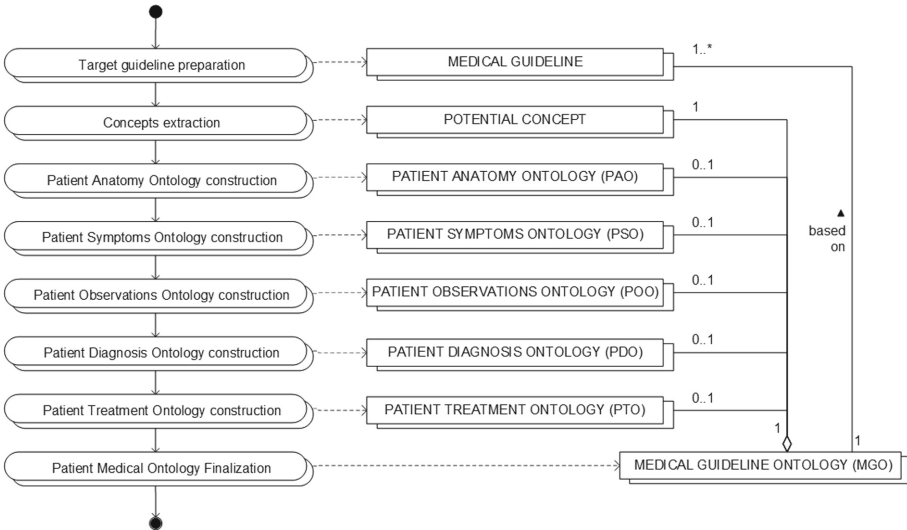 Target guideline preparation
MEDICAL GUIDELINE
1..*
Concepts extraction
POTENTIAL CONCEPT
1
Patient Anatomy Ontology construction
PATIENT ANATOMY ONTOLOGY (PAO)
0..1
Patient Symptoms Ontology construction
PATIENT SYMPTOMS ONTOLOGY (PSO)
0..1
based
on
Patient Observations Ontology construction
PATIENT OBSERVATIONS ONTOLOGY (POO)
0..1
Patient Diagnosis Ontology construction
PATIENT DIAGNOSIS ONTOLOGY (PDO)
0..1
Patient Treatment Ontology construction
PATIENT TREATMENT ONTOLOGY (PTO)
0..1
1
1
Patient Medical Ontology Finalization
MEDICAL GUIDELINE ONTOLOGY (MGO)